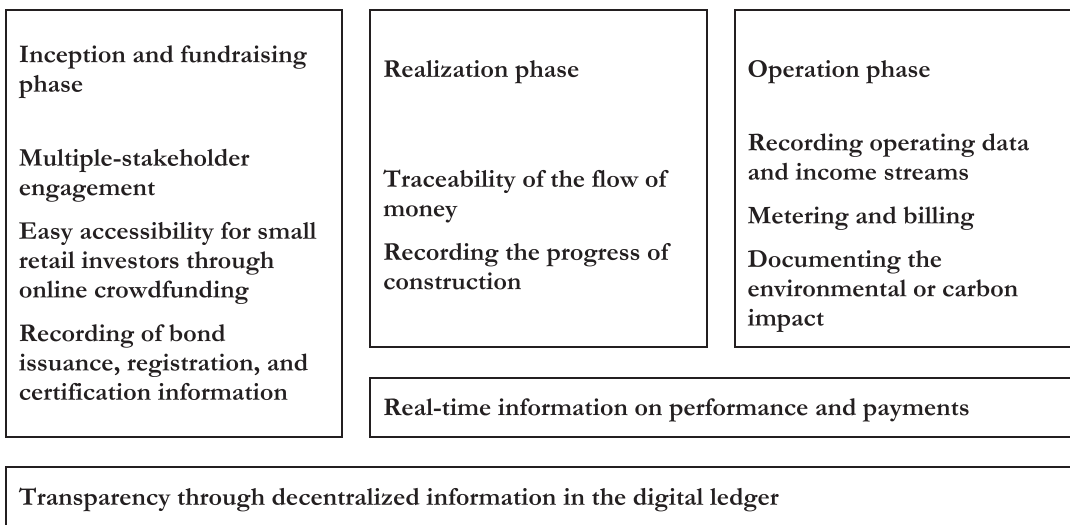 Inception and fundraising
phase
Multiple-stakeholder
engagement
Easy accessibility for small
retail investors through
online crowdfunding
Recording of bond
issuance, registration, and
certification information
Realization phase
Traceability of the flow of
money
Recording the progress of
construction
Operation phase
Recording operating data
and income streams
Metering and billing
Documenting the
environmental or carbon
impact
Real-time information on performance and payments
Transparency through decentralized information in the digital ledger